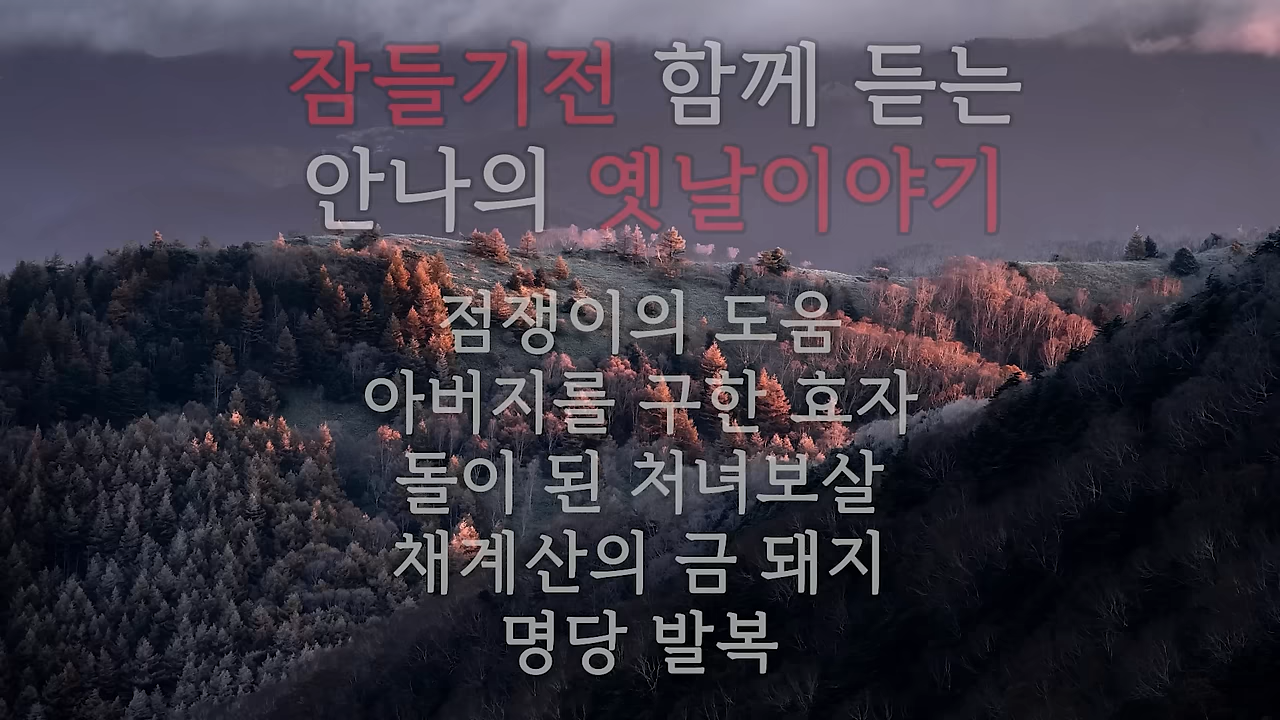 잠들기전 함께 듣는
안나의 옛날이야기
점쟁이의 도움
아버지를 구한 효자
돌이 된 처녀보살
채계산의 금 돼지
명당 발복